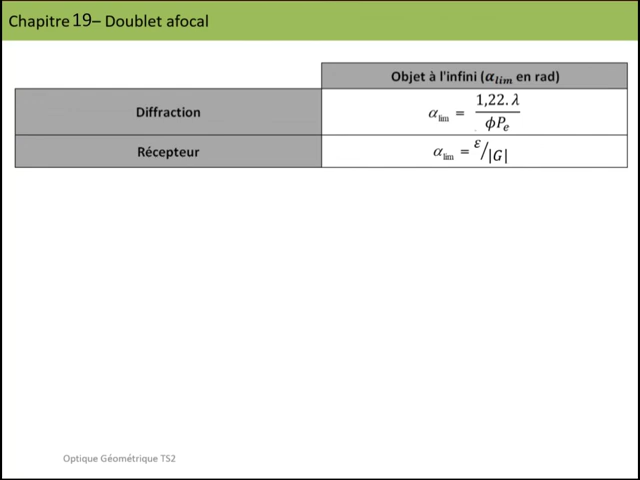 Chapitre 19– Doublet afocal
Objet à l'infini (α_lim en rad)
Diffraction
α_lim = 1,22. λ / ϕP_e
Récepteur
α_lim = ε/|G|
Optique Géométrique TS2